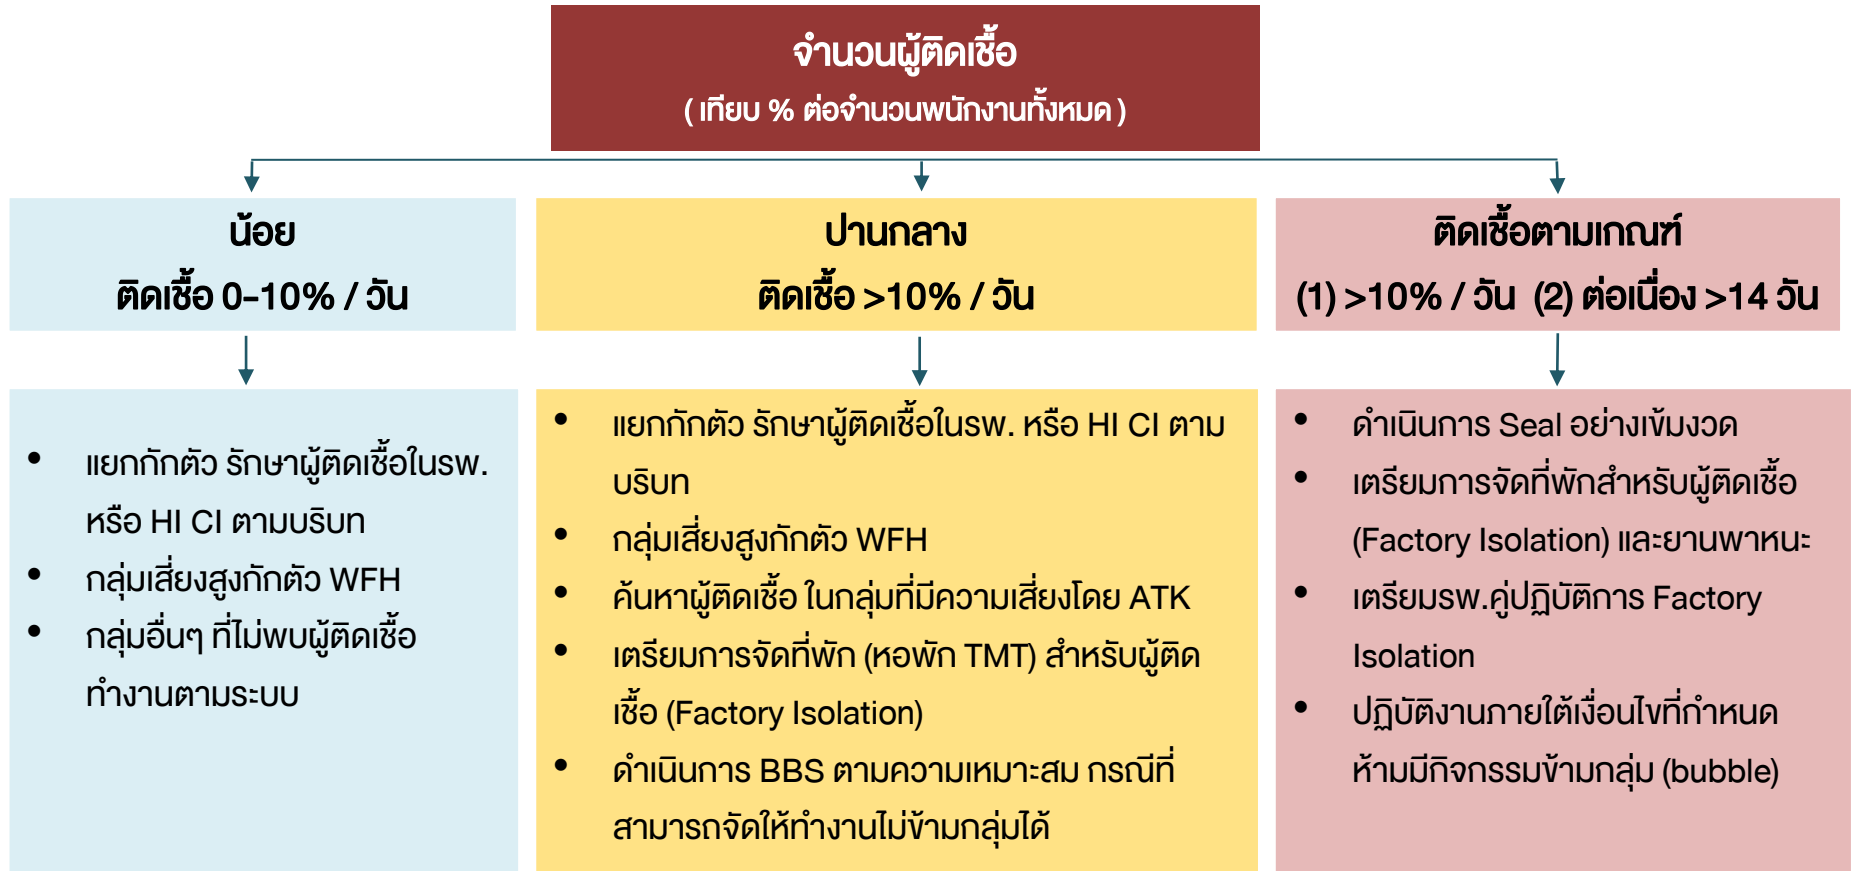 จำนวนผู้ติดเชื้อ
( เทียบ % ต่อจำนวนพนักงานทั้งหมด )
น้อย
ติดเชื้อ 0-10% / วัน
ปานกลาง
ติดเชื้อ >10% / วัน
ติดเชื้อตามเกณฑ์
(1) >10% / วัน (2) ต่อเนื่อง >14 วัน
• แยกกักตัว รักษาผู้ติดเชื้อในรพ.
หรือ HI CI ตามบริบท
• กลุ่มเสี่ยงสูงกักตัว WFH
• กลุ่มอื่นๆ ที่ไม่พบผู้ติดเชื้อ
ทำงานตามระบบ
• แยกกักตัว รักษาผู้ติดเชื้อในรพ. หรือ HI CI ตาม
บริบท
• กลุ่มเสี่ยงสูงกักตัว WFH
• ค้นหาผู้ติดเชื้อ ในกลุ่มที่มีความเสี่ยงโดย ATK
• เตรียมการจัดที่พัก (หอพัก TMT) สำหรับผู้ติด
เชื้อ (Factory Isolation)
• ดำเนินการ BBS ตามความเหมาะสม กรณีที่
สามารถจัดให้ทำงานไม่ข้ามกลุ่มได้
• ดำเนินการ Seal อย่างเข้มงวด
• เตรียมการจัดที่พักสำหรับผู้ติดเชื้อ
(Factory Isolation) และยานพาหนะ
• เตรียมรพ.คู่ปฏิบัติการ Factory
Isolation
• ปฏิบัติงานภายใต้เงื่อนไขที่กำหนด
ห้ามมีกิจกรรมข้ามกลุ่ม (bubble)